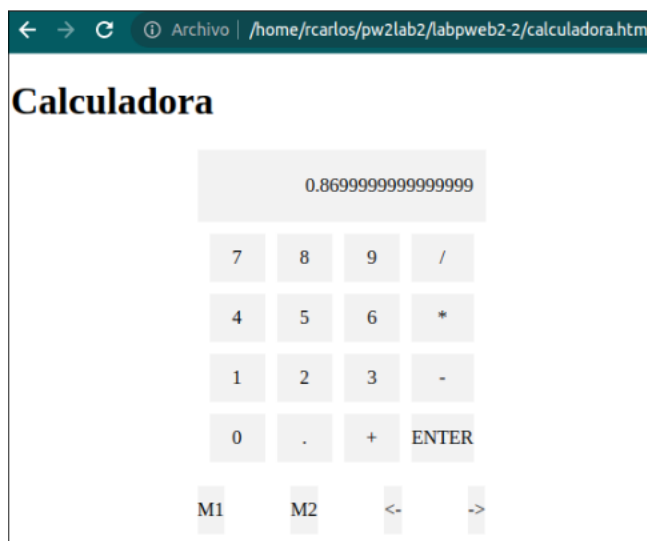 Archivo | /home/rcarlos/pw2lab2/labpweb2-2/calculadora.htm
Calculadora
0.8699999999999999
7 8 9 /
4 5 6 *
1 2 3 -
0 . + ENTER
M1 M2 <- ->